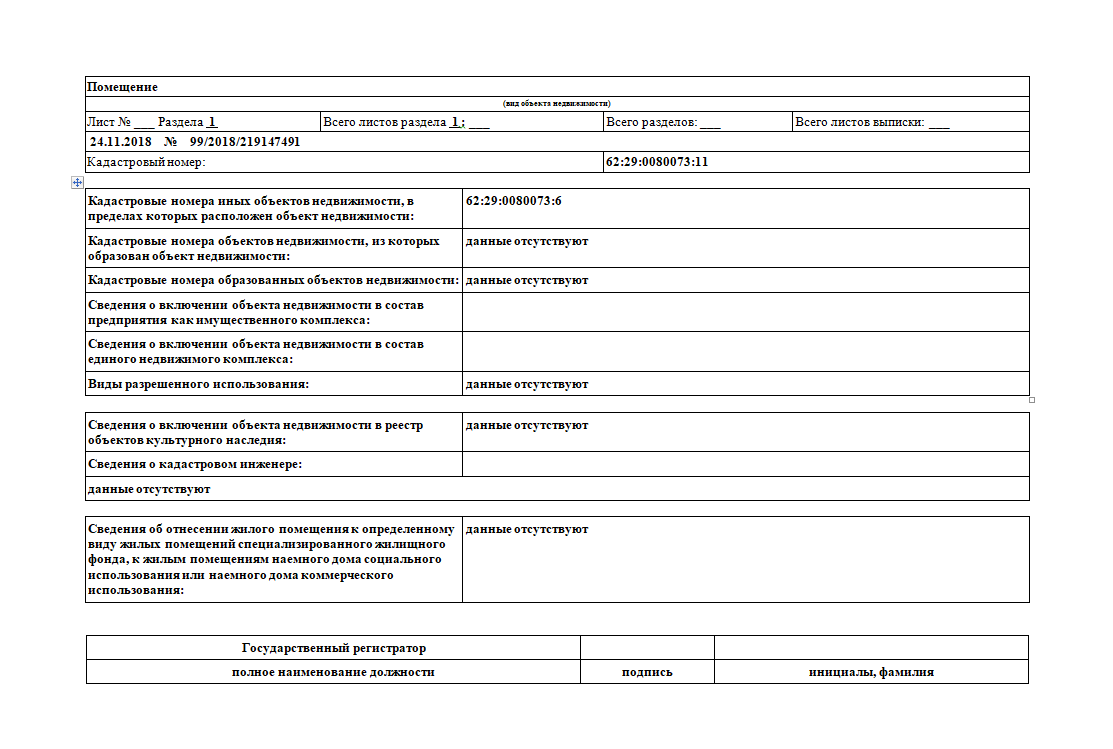 Помещение
(вид объекта недвижимости)
Лист № ___ Раздела 1 Всего листов раздела 1 : ___ Всего разделов: ___ Всего листов выписки: ___
24.11.2018 № 99/2018/219147491
Кадастровый номер: 62:29:0080073:11
Кадастровые номера иных объектов недвижимости, в 62:29:0080073:6
пределах которых расположен объект недвижимости:
Кадастровые номера объектов недвижимости, из которых данные отсутствуют
образован объект недвижимости:
Кадастровые номера образованных объектов недвижимости: данные отсутствуют
Сведения о включении объекта недвижимости в состав
предприятия как имущественного комплекса:
Сведения о включении объекта недвижимости в состав
единого недвижимого комплекса:
Виды разрешенного использования: данные отсутствуют
Сведения о включении объекта недвижимости в реестр данные отсутствуют
объектов культурного наследия:
Сведения о кадастровом инженере:
данные отсутствуют
Сведения об отнесении жилого помещения к определенному данные отсутствуют
виду жилых помещений специализированного жилищного
фонда, к жилым помещениям наемного дома социального
использования или наемного дома коммерческого
использования:
Государственный регистратор
полное наименование должности подпись инициалы, фамилия